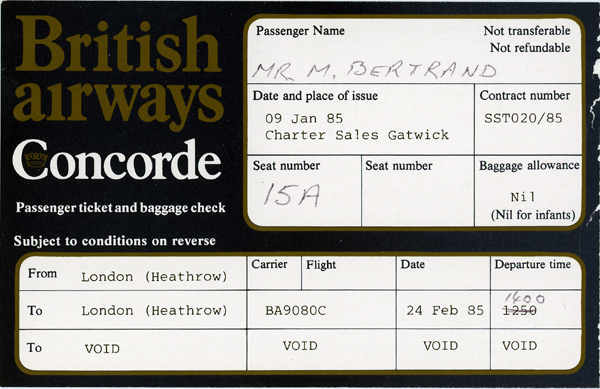 British
airways
Concorde
Passenger ticket and baggage check
Subject to conditions on reverse
Passenger Name
Not transferable
Not refundable
MR. M. BERTRAND
Date and place of issue
09 Jan 85
Charter Sales Gatwick
Contract number
SST020/85
Seat number
15A
Seat number
Baggage allowance
Nil
(Nil for infants)
From London (Heathrow) Carrier Flight Date Departure time
1400
To London (Heathrow) BA9080C 24 Feb 85 1250
To VOID VOID VOID VOID